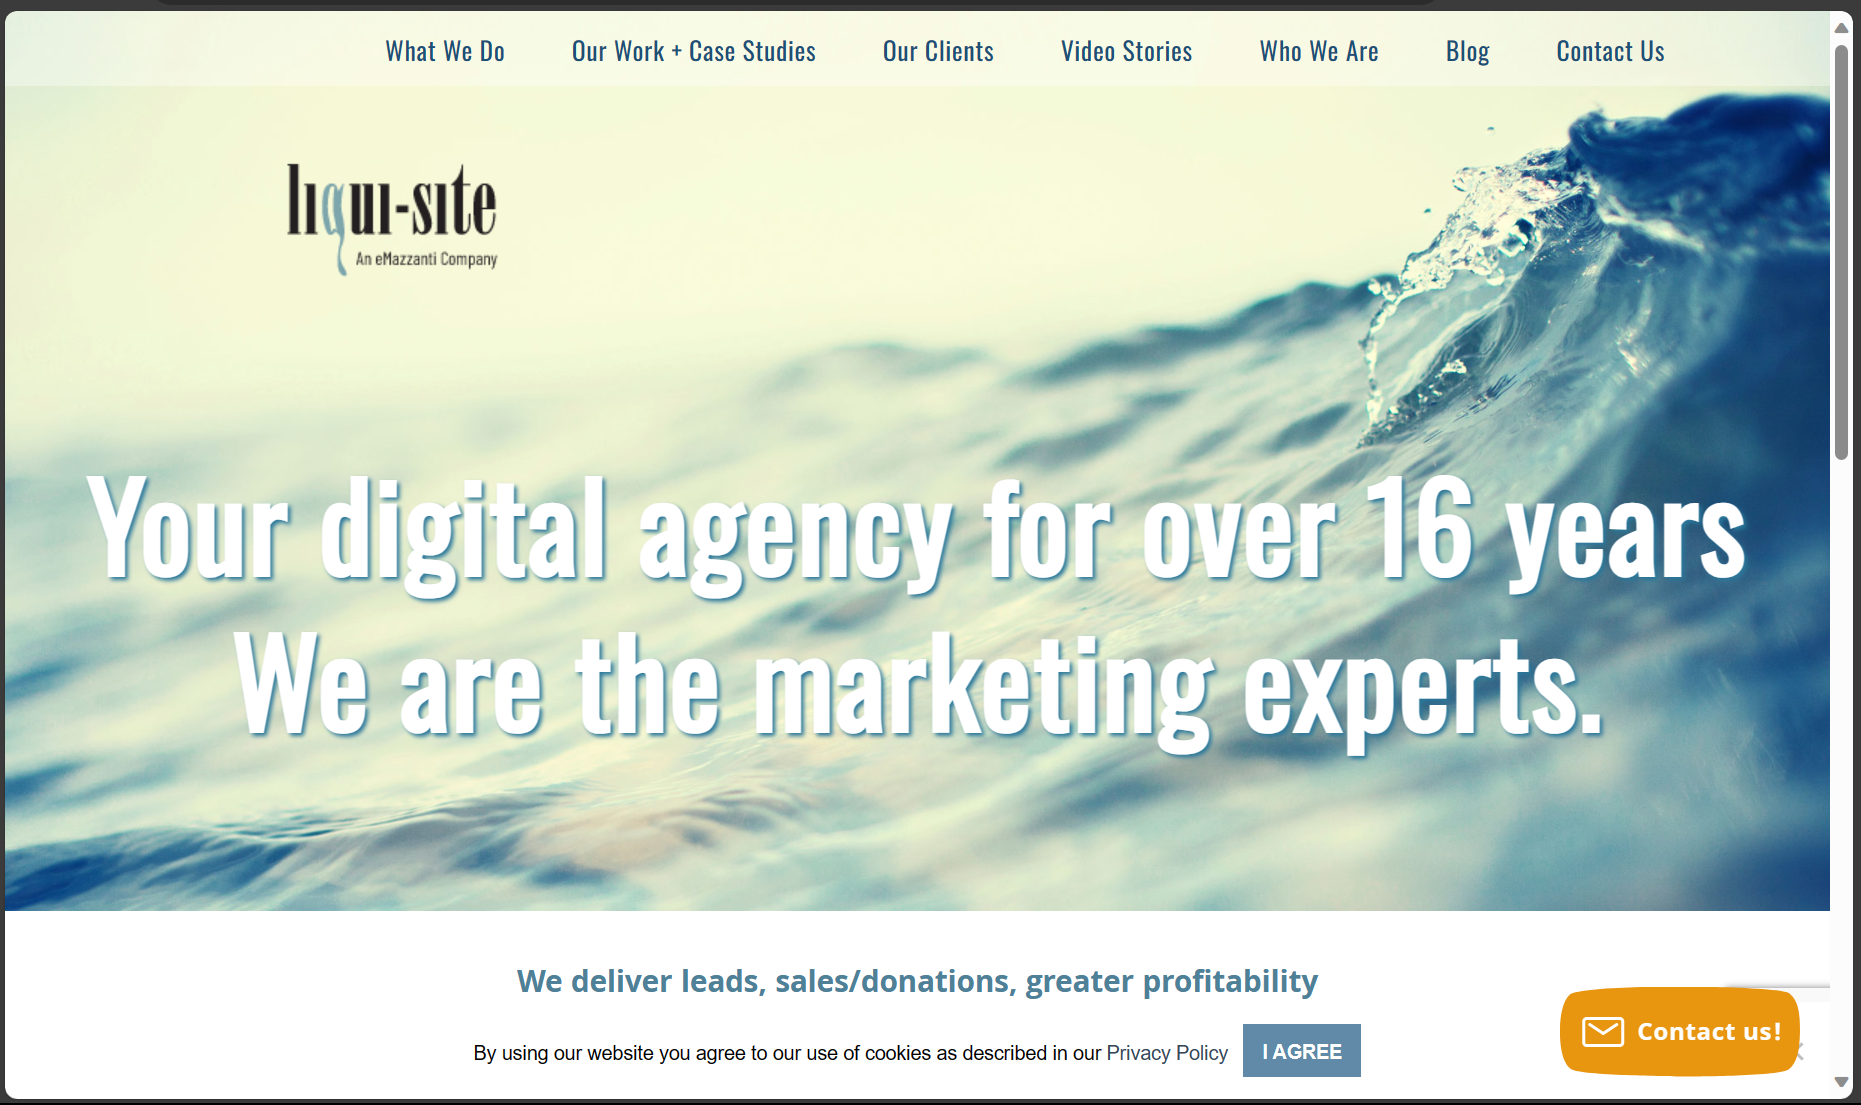 What We Do Our Work + Case Studies Our Clients Video Stories Who We Are Blog Contact Us
liqui-site
An eMazzanti Company
Your digital agency for over 16 years
We are the marketing experts.
We deliver leads, sales/donations, greater profitability
By using our website you agree to our use of cookies as described in our Privacy Policy I AGREE
Contact us!